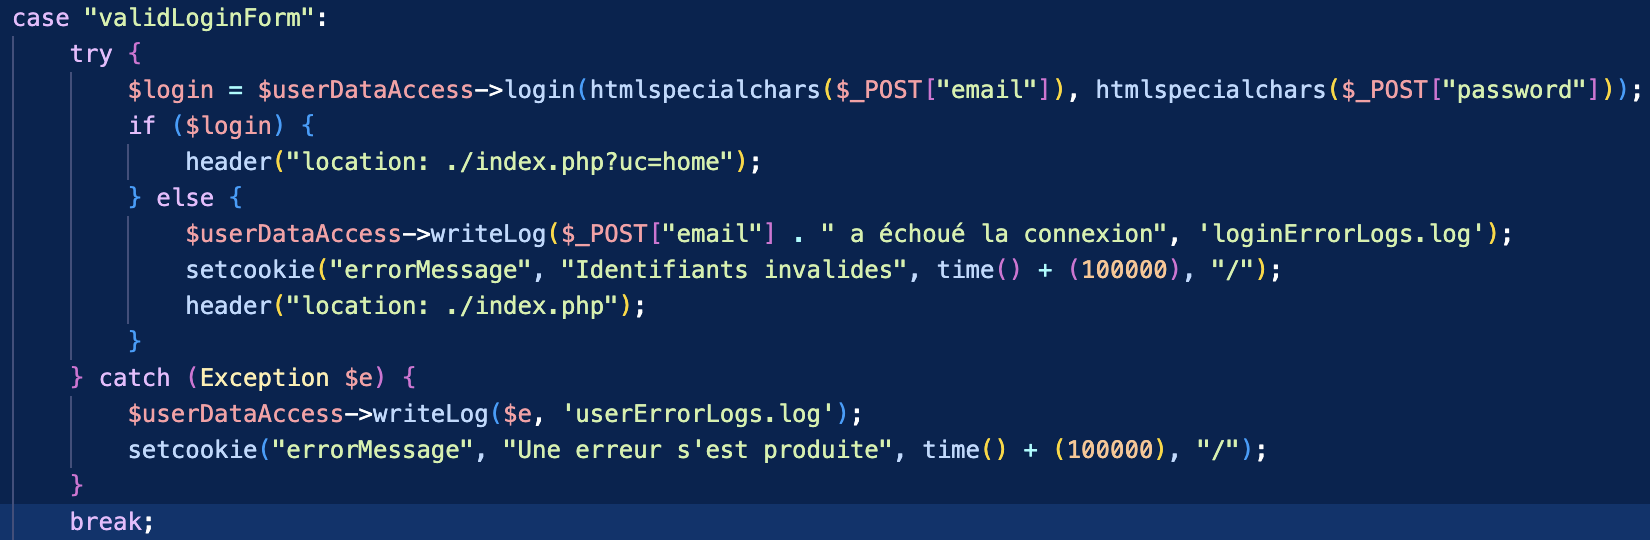 case "validLoginForm":
try {
$login = $userDataAccess->login(htmlspecialchars($_POST["email"]), htmlspecialchars($_POST["password"]));
if ($login) {
header("location: ./index.php?uc=home");
} else {
$userDataAccess->writeLog($_POST["email"] . " a échoué la connexion", 'loginErrorLogs.log');
setcookie("errorMessage", "Identifiants invalides", time() + (100000), "/");
header("location: ./index.php");
}
} catch (Exception $e) {
$userDataAccess->writeLog($e, 'userErrorLogs.log');
setcookie("errorMessage", "Une erreur s'est produite", time() + (100000), "/");
}
break;